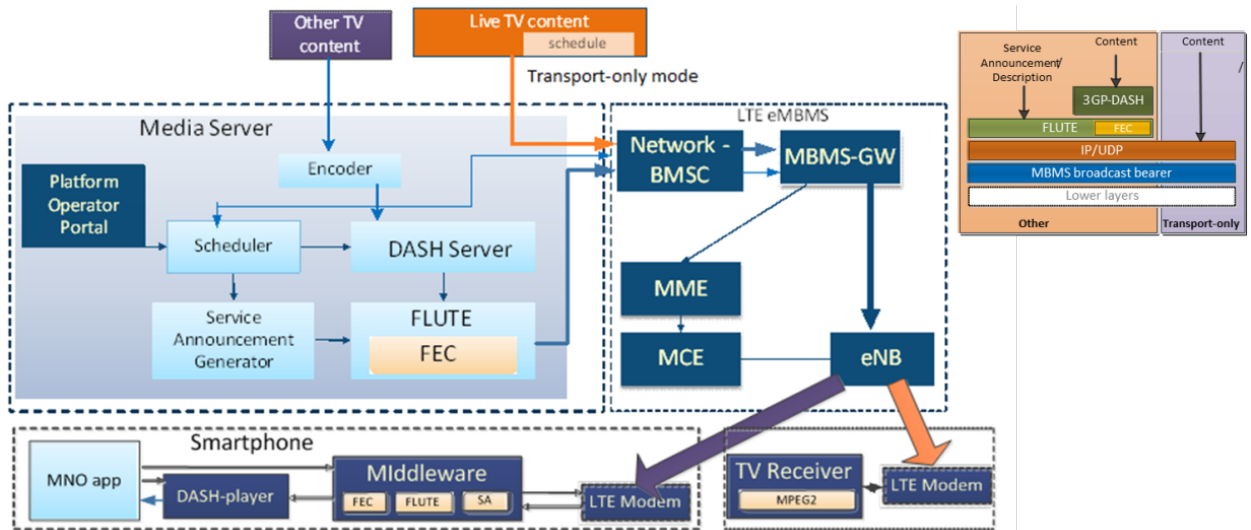 Other TV
content
Live TV content
schedule
Transport-only mode
Media Server
Encoder
Platform
Operator
Portal
Scheduler
DASH Server
Service
Announcement
Generator
FLUTE
FEC
LTE eMBMS
Network -
BMSC
MBMS-GW
MME
MCE
eNB
Service
Announcement/
Description
Content
Content
/
3GP-DASH
FLUTE
FEC
IP/UDP
MBMS broadcast bearer
Lower layers
Other
Transport-only
Smartphone
MNO app
DASH-player
MIddleware
FEC
FLUTE
SA
LTE Modem
TV Receiver
MPEG2
LTE Modem